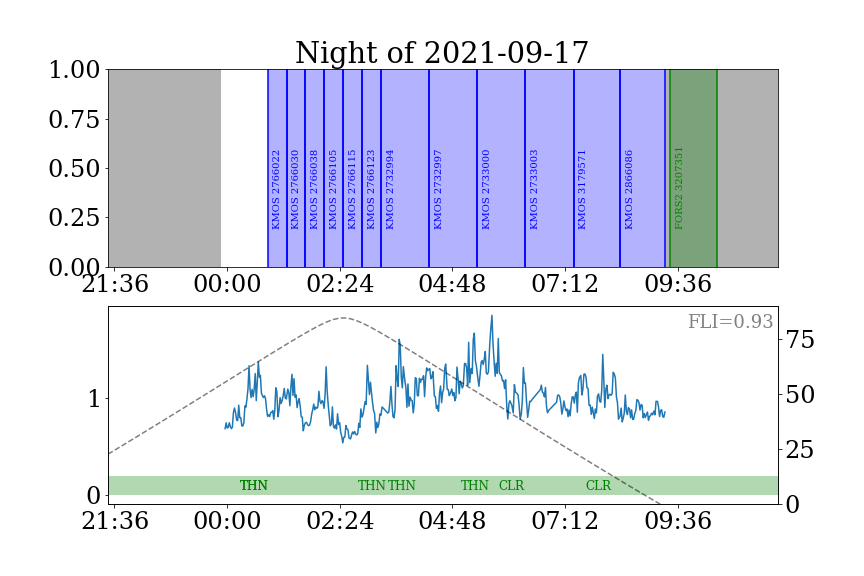 Night of 2021-09-17
1.00
0.75
0.50
0.25
0.00
KMOS 2766022
KMOS 2766030
KMOS 2766038
KMOS 2766105
KMOS 2766115
KMOS 2766123
KMOS 2732994
KMOS 2732997
KMOS 2733000
KMOS 2733003
KMOS 3179571
KMOS 2866086
FORS2 3207351
21:36 00:00 02:24 04:48 07:12 09:36
FLI=0.93
1
0
75
50
25
0
THN THN THN THN CLR CLR
21:36 00:00 02:24 04:48 07:12 09:36